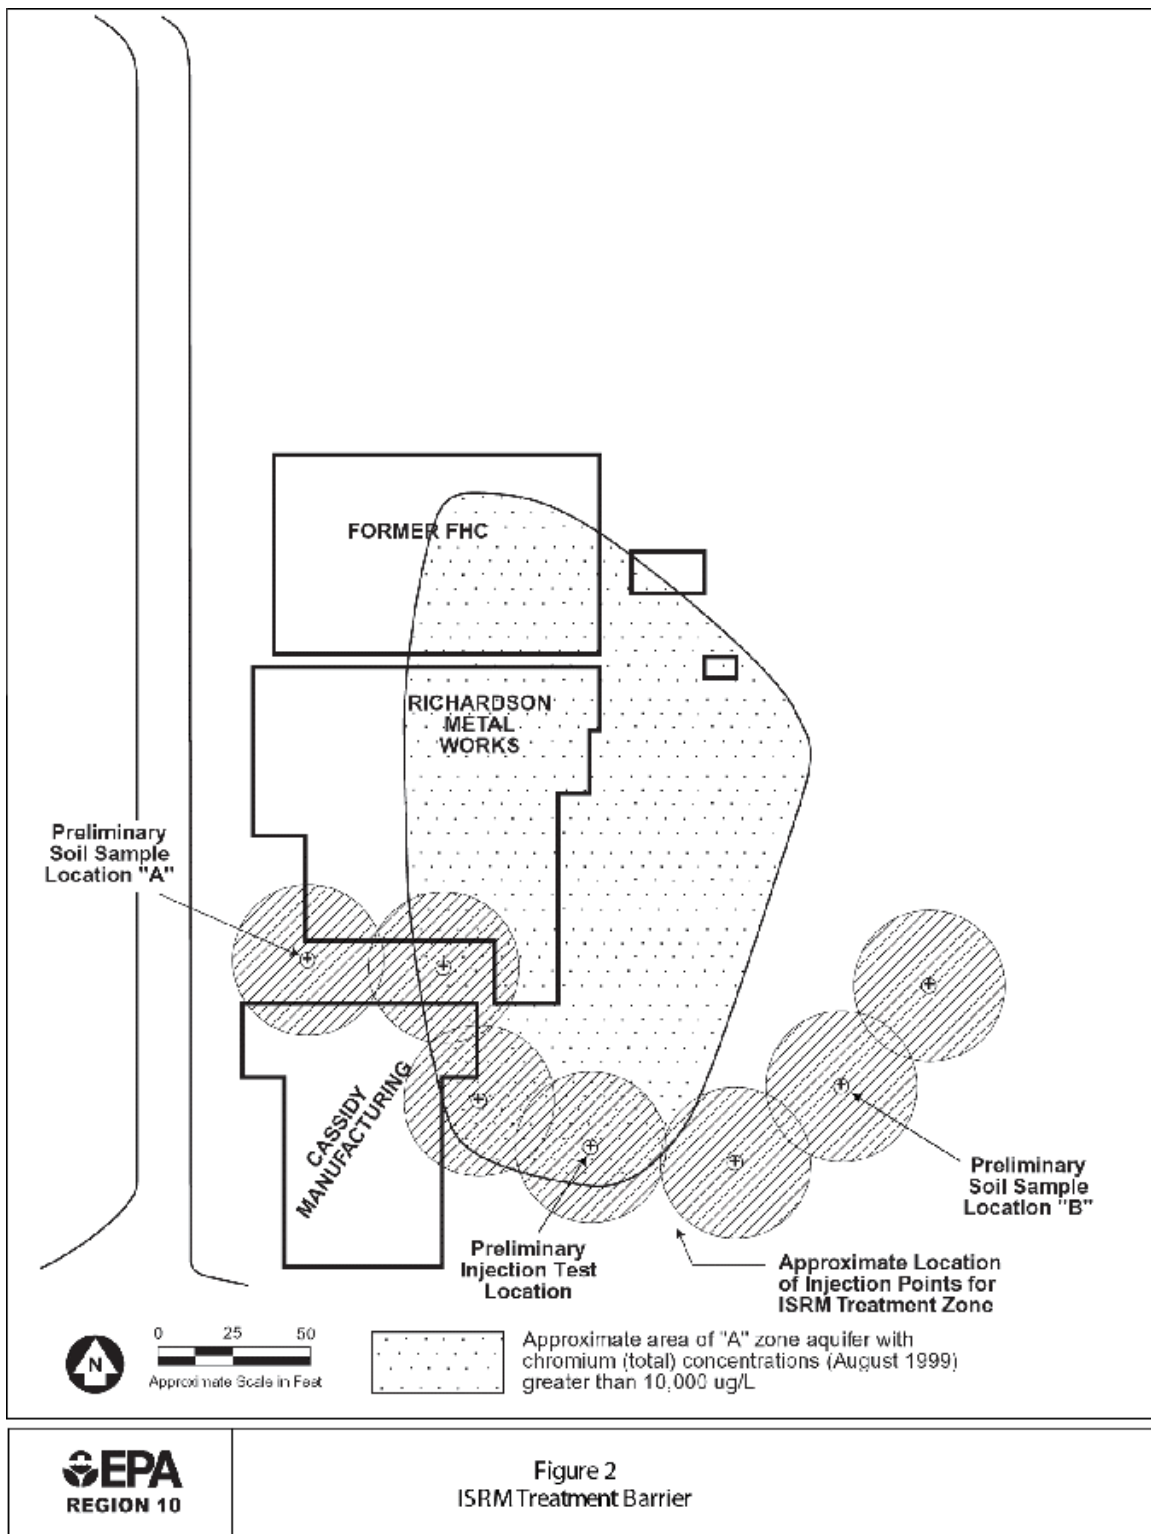 FORMER FHC
RICHARDSON
METAL
WORKS
Preliminary
Soil Sample
Location "A"
CASSIDY
MANUFACTURING
Preliminary
Injection Test
Location
Preliminary
Soil Sample
Location "B"
Approximate Location
of Injection Points for
ISRM Treatment Zone
N
0 25 50
Approximate Scale in Feet
Approximate area of "A" zone aquifer with
chromium (total) concentrations (August 1999)
greater than 10,000 ug/L
EPA
REGION 10
Figure 2
ISRM Treatment Barrier